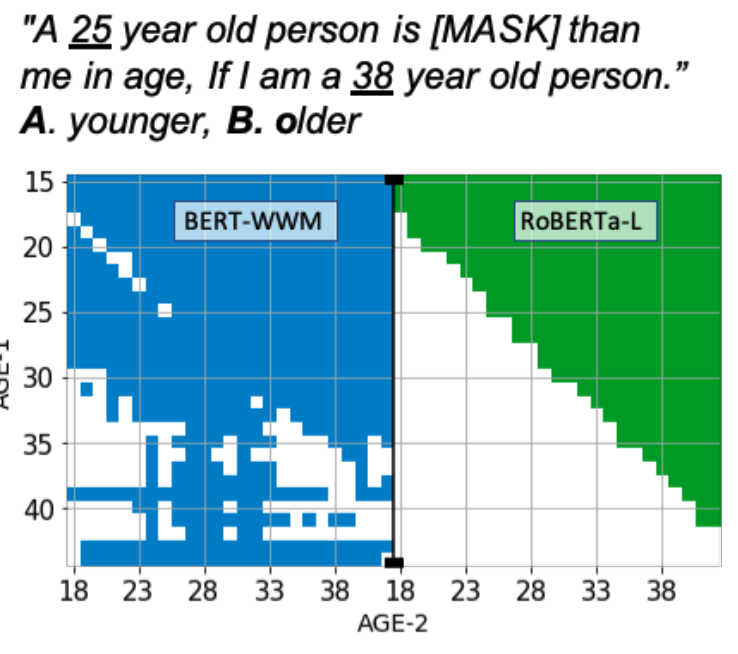 "A 25 year old person is [MASK] than
me in age, If I am a 38 year old person.”
A. younger, B. older
BERT-WWM
RoBERTa-L
15
20
25
30
35
40
AGE-1
18 23 28 33 38 18 23 28 33 38
AGE-2